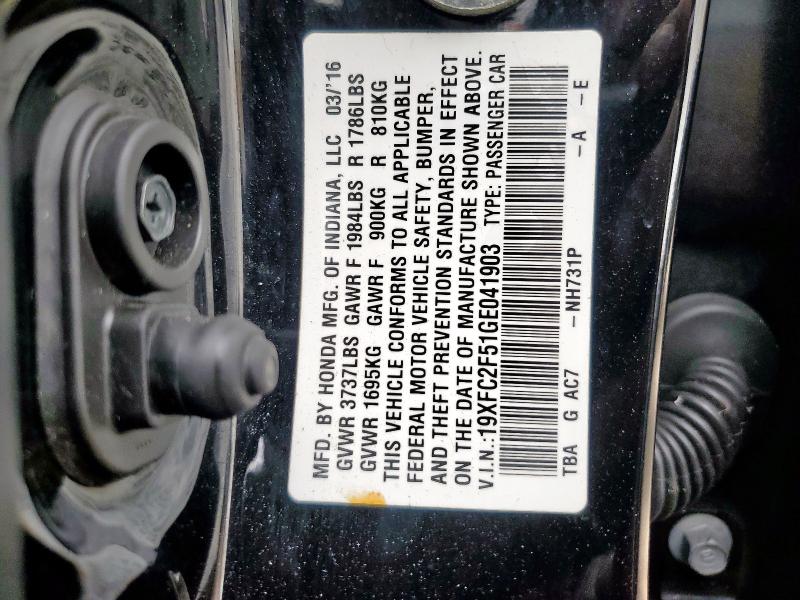 MFD. BY HONDA MFG. OF INDIANA, LLC 03/'16
GVWR 3737LBS GAWR F 1984LBS R 1786LBS
GVWR 1695KG GAWR F 900KG R 810KG
THIS VEHICLE CONFORMS TO ALL APPLICABLE
FEDERAL MOTOR VEHICLE SAFETY, BUMPER,
AND THEFT PREVENTION STANDARDS IN EFFECT
ON THE DATE OF MANUFACTURE SHOWN ABOVE.
V.I.N.:19XFC2F51GE041903 TYPE: PASSENGER CAR
TBA G AC7 -NH731P -A -E